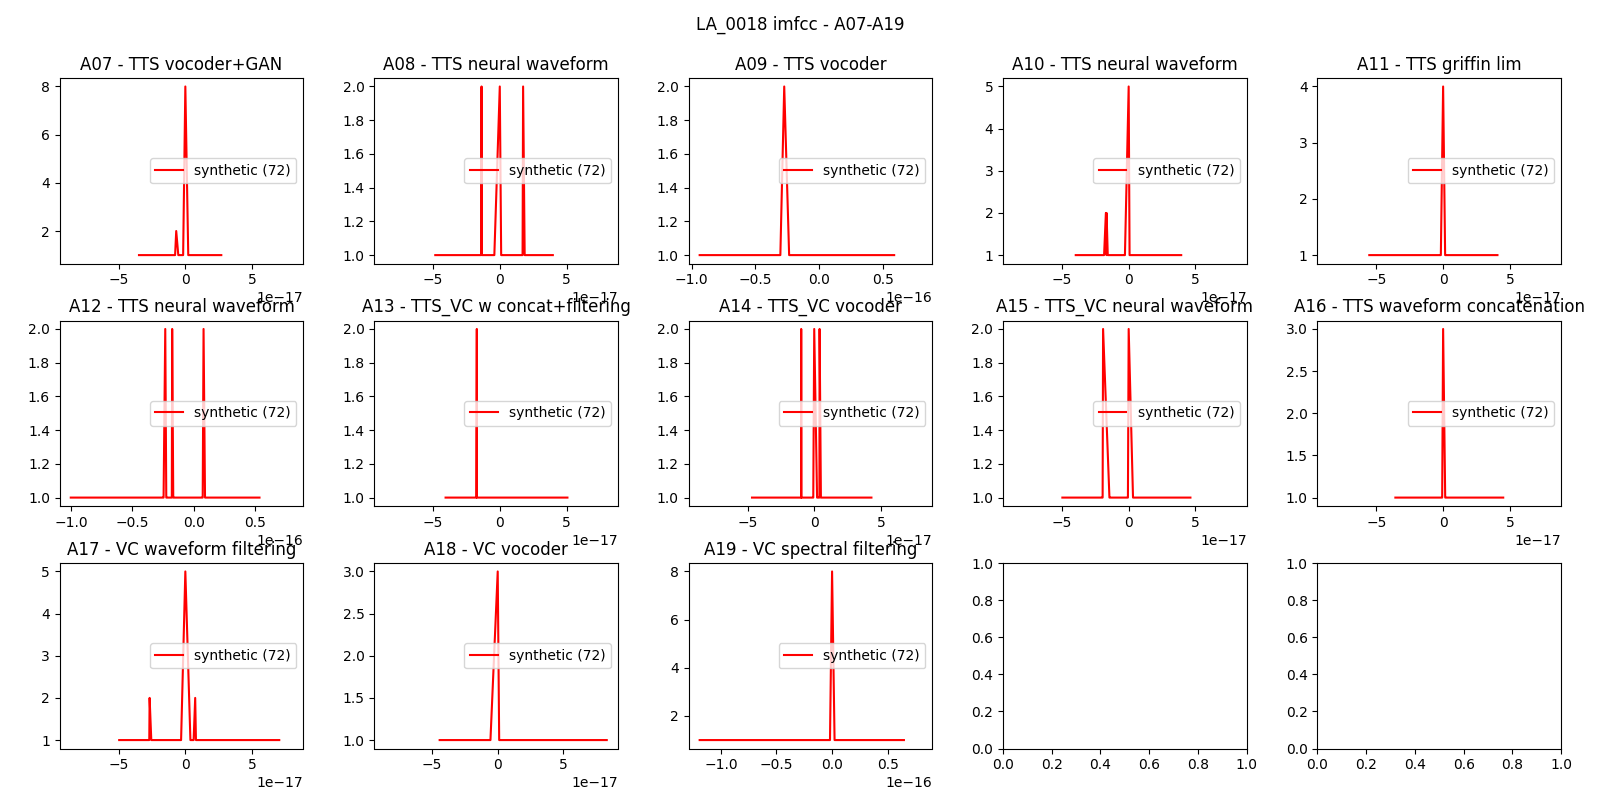 LA_0018 imfcc - A07-A19
A07 - TTS vocoder+GAN
8
6
4
2
synthetic (72)
−5 0 5
1e−17
A08 - TTS neural waveform
2.0
1.8
1.6
1.4
1.2
1.0
synthetic (72)
−5 0 5
1e−17
A09 - TTS vocoder
2.0
1.8
1.6
1.4
1.2
1.0
synthetic (72)
−1.0 −0.5 0.0 0.5
1e−16
A10 - TTS neural waveform
5
4
3
2
1
synthetic (72)
−5 0 5
1e−17
A11 - TTS griffin lim
4
3
2
1
synthetic (72)
−5 0 5
1e−17
A12 - TTS neural waveform
2.0
1.8
1.6
1.4
1.2
1.0
synthetic (72)
−1.0 −0.5 0.0 0.5
1e−16
A13 - TTS_VC w concat+filtering
2.0
1.8
1.6
1.4
1.2
1.0
synthetic (72)
−5 0 5
1e−17
A14 - TTS_VC vocoder
2.0
1.8
1.6
1.4
1.2
1.0
synthetic (72)
−5 0 5
1e−17
A15 - TTS_VC neural waveform
2.0
1.8
1.6
1.4
1.2
1.0
synthetic (72)
−5 0 5
1e−17
A16 - TTS waveform concatenation
3.0
2.5
2.0
1.5
1.0
synthetic (72)
−5 0 5
1e−17
A17 - VC waveform filtering
5
4
3
2
1
synthetic (72)
−5 0 5
1e−17
A18 - VC vocoder
3.0
2.5
2.0
1.5
1.0
synthetic (72)
−5 0 5
1e−17
A19 - VC spectral filtering
8
6
4
2
synthetic (72)
−1.0 −0.5 0.0 0.5
1e−16
1.0
0.8
0.6
0.4
0.2
0.0
0.0 0.2 0.4 0.6 0.8 1.0
1.0
0.8
0.6
0.4
0.2
0.0
0.0 0.2 0.4 0.6 0.8 1.0